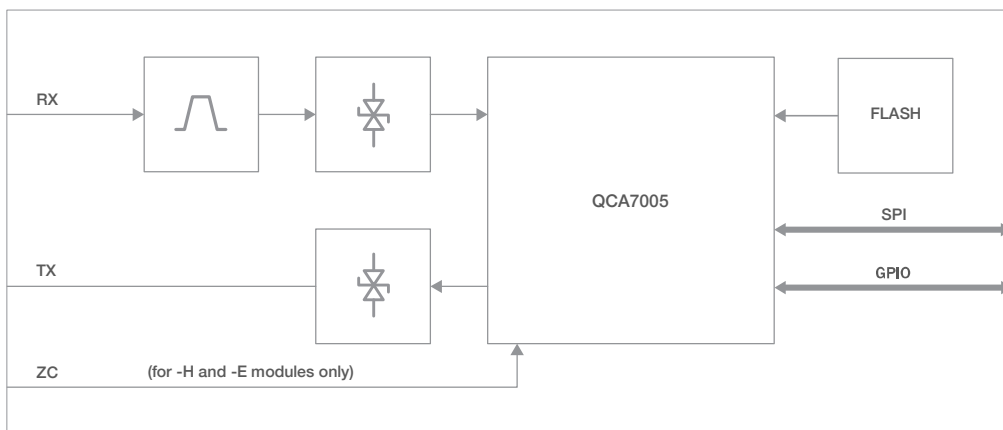 RX
FLASH
QCA7005
SPI
TX
GPIO
ZC (for -H and -E modules only)